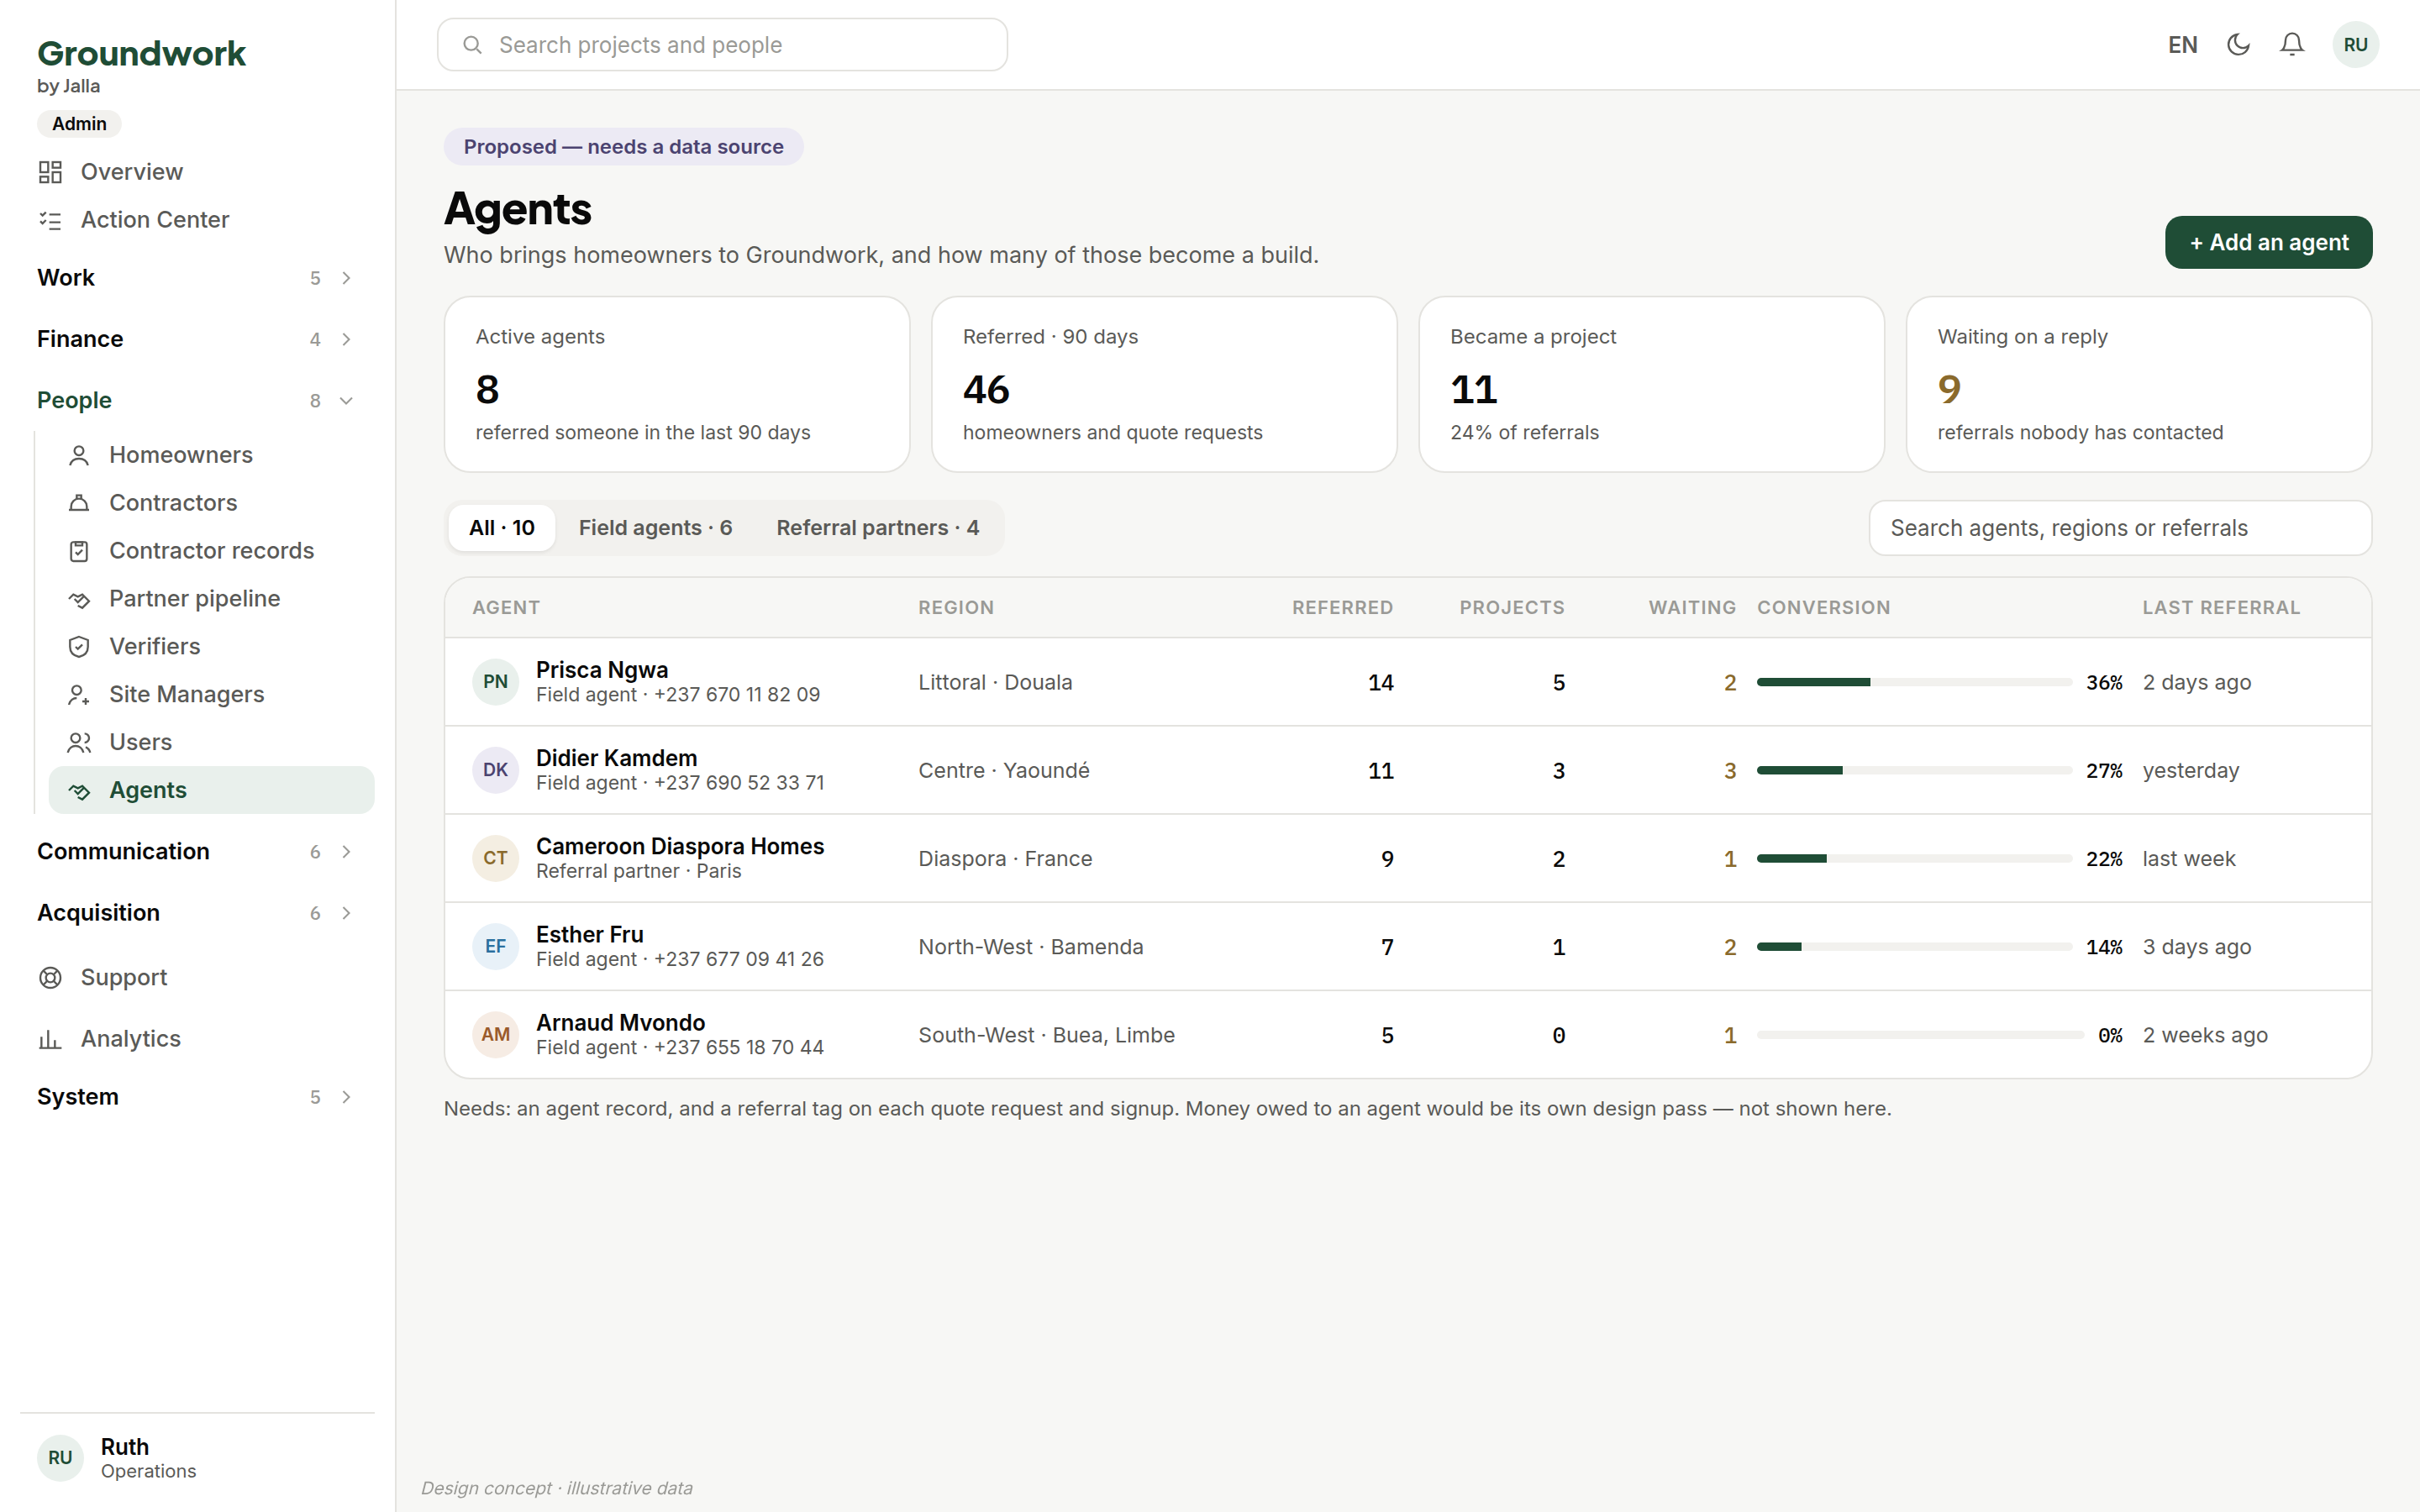 Groundwork
by Jalla
Admin
Overview
Action Center
Work 5
Finance 4
People 8
Homeowners
Contractors
Contractor records
Partner pipeline
Verifiers
Site Managers
Users
Agents
Communication 6
Acquisition 6
Support
Analytics
System 5
RU
Ruth
Operations
Search projects and people
EN
RU
Proposed — needs a data source
Agents
Who brings homeowners to Groundwork, and how many of those become a build.
+ Add an agent
Active agents
8
referred someone in the last 90 days
Referred · 90 days
46
homeowners and quote requests
Became a project
11
24% of referrals
Waiting on a reply
9
referrals nobody has contacted
All · 10 Field agents · 6 Referral partners · 4
Search agents, regions or referrals
AGENT REGION REFERRED PROJECTS WAITING CONVERSION LAST REFERRAL
PN Prisca Ngwa Littoral · Douala 14 5 2 36% 2 days ago
Field agent · +237 670 11 82 09
DK Didier Kamdem Centre · Yaoundé 11 3 3 27% yesterday
Field agent · +237 690 52 33 71
CT Cameroon Diaspora Homes Diaspora · France 9 2 1 22% last week
Referral partner · Paris
EF Esther Fru North-West · Bamenda 7 1 2 14% 3 days ago
Field agent · +237 677 09 41 26
AM Arnaud Mvondo South-West · Buea, Limbe 5 0 1 0% 2 weeks ago
Field agent · +237 655 18 70 44
Needs: an agent record, and a referral tag on each quote request and signup. Money owed to an agent would be its own design pass — not shown here.
Design concept · illustrative data